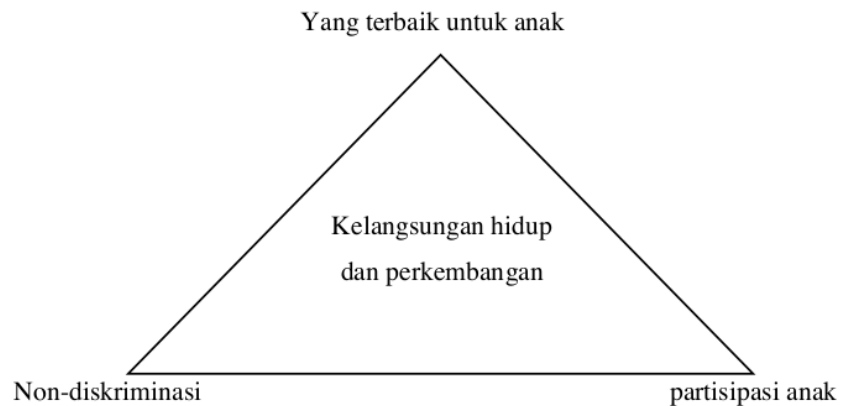 Yang terbaik untuk anak
Kelangsungan hidup
dan perkembangan
Non-diskriminasi
partisipasi anak